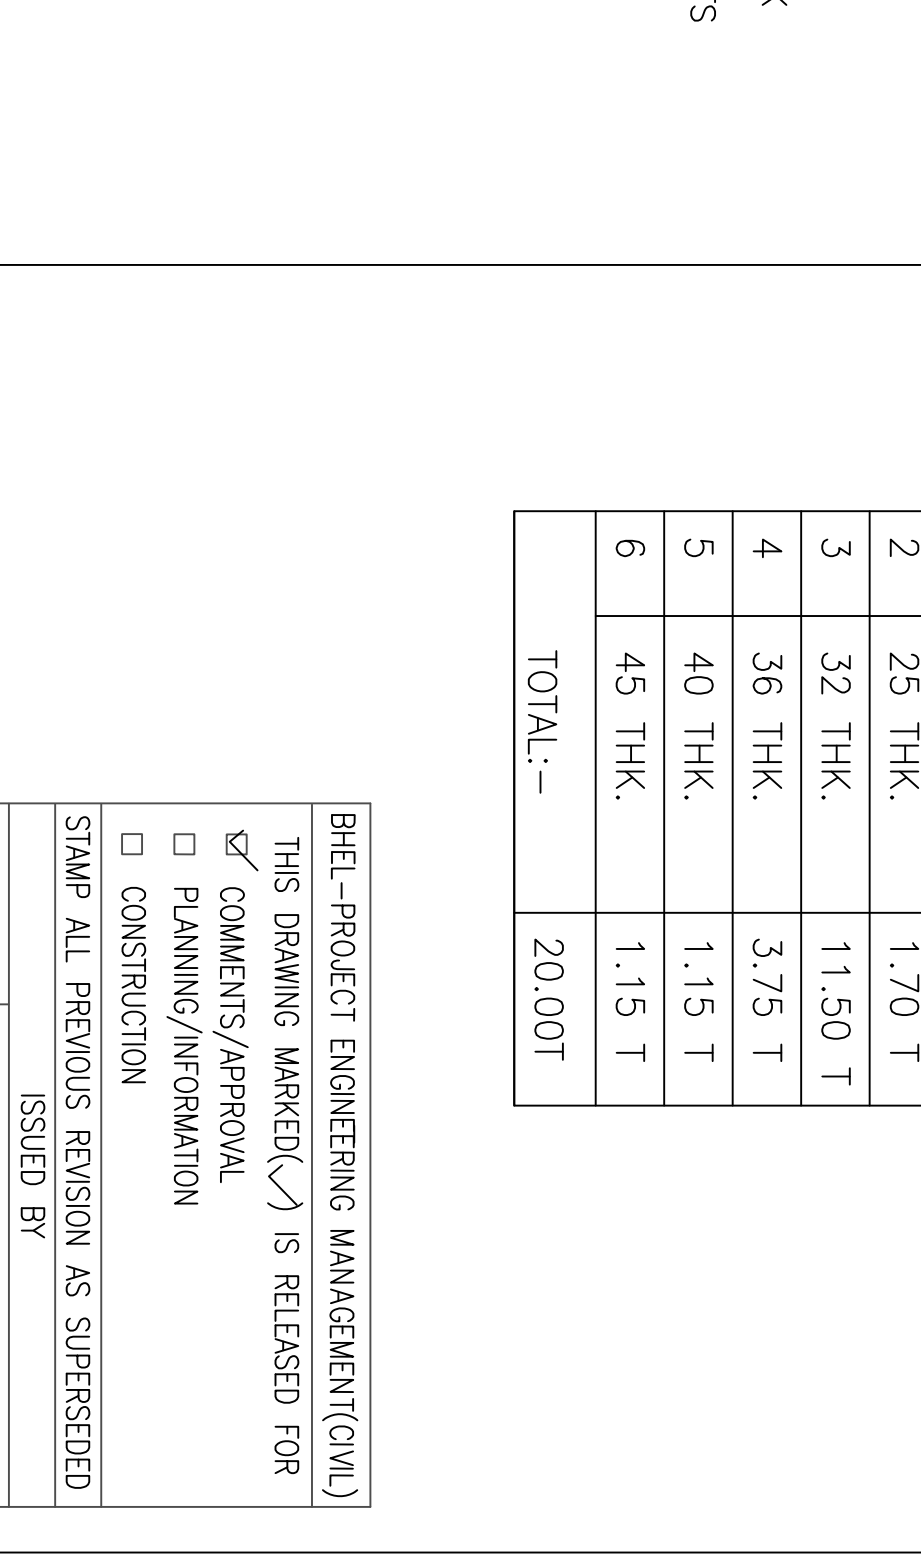 2 25 THK. 1.70 T
3 32 THK. 11.50 T
4 36 THK. 3.75 T
5 40 THK. 1.15 T
6 45 THK. 1.15 T
TOTAL:- 20.00T
BHEL-PROJECT ENGINEERING MANAGEMENT(CIVIL)
THIS DRAWING MARKED(✓) IS RELEASED FOR
☑ COMMENTS/APPROVAL
☐ PLANNING/INFORMATION
☐ CONSTRUCTION
STAMP ALL PREVIOUS REVISION AS SUPERSEDED
ISSUED BY